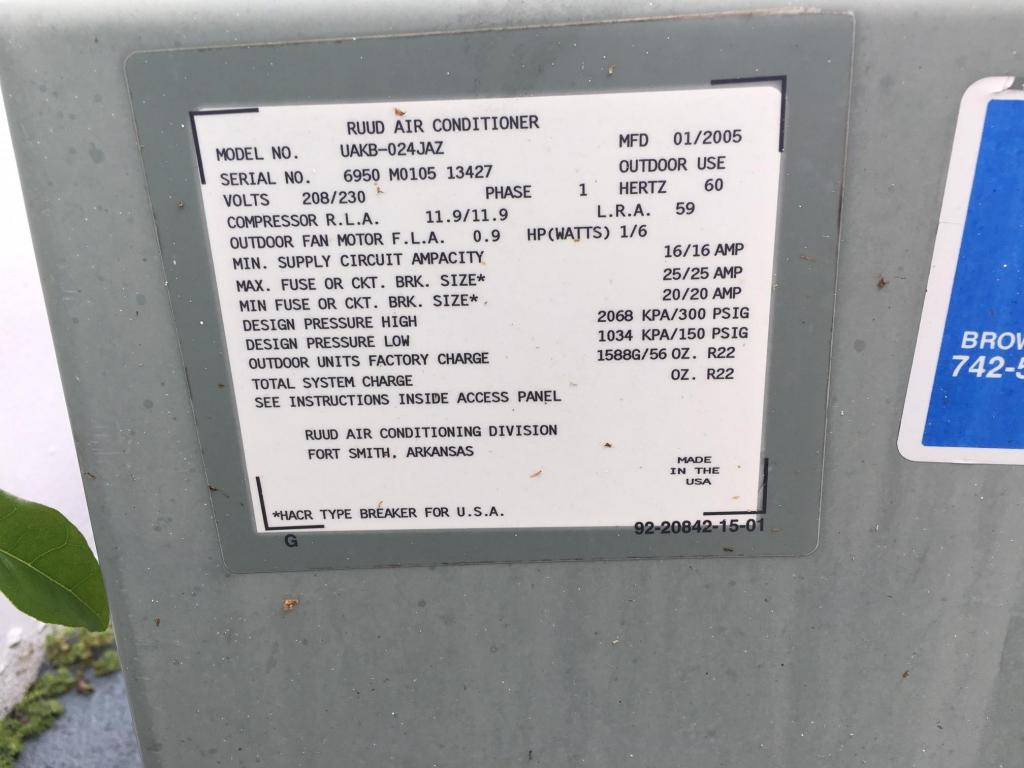 RUUD AIR CONDITIONER
MODEL NO. UAKB-024JAZ MFD 01/2005
SERIAL NO. 6950 M0105 13427 OUTDOOR USE
VOLTS 208/230 PHASE 1 HERTZ 60
COMPRESSOR R.L.A. 11.9/11.9 L.R.A. 59
OUTDOOR FAN MOTOR F.L.A. 0.9 HP(WATTS) 1/6
MIN. SUPPLY CIRCUIT AMPACITY 16/16 AMP
MAX. FUSE OR CKT. BRK. SIZE* 25/25 AMP
MIN FUSE OR CKT. BRK. SIZE* 20/20 AMP
DESIGN PRESSURE HIGH 2068 KPA/300 PSIG
DESIGN PRESSURE LOW 1034 KPA/150 PSIG
OUTDOOR UNITS FACTORY CHARGE 1588G/56 OZ. R22
TOTAL SYSTEM CHARGE OZ. R22
SEE INSTRUCTIONS INSIDE ACCESS PANEL
RUUD AIR CONDITIONING DIVISION
FORT SMITH, ARKANSAS
MADE
IN THE
USA
*HACR TYPE BREAKER FOR U.S.A.
G 92-20842-15-01
BROW
742-5